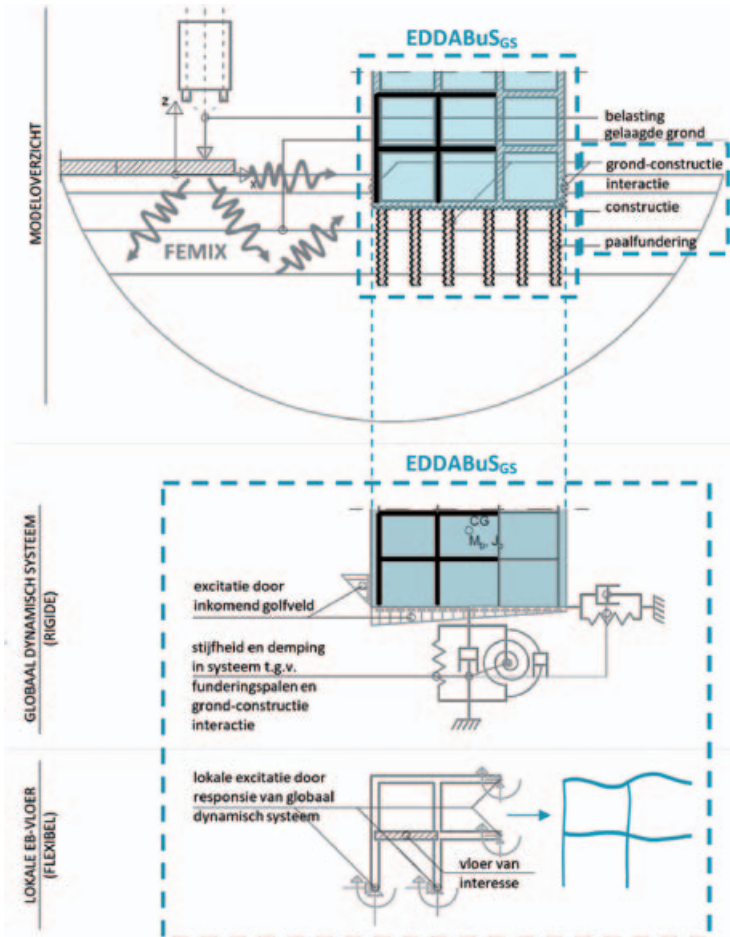 MODELOVERZICHT
EDDABuSGS
z
x
FEMIX
belasting
gelaagde grond
grond-constructie
interactie
constructie
paalfundering
GLOBAAL DYNAMISCH SYSTEEM
(RIGIDE)
EDDABuSGS
CG
Mb, Jb
excitatie door
inkomend golfveld
stijfheid en demping
in systeem t.g.v.
funderingspalen en
grond-constructie
interactie
LOKALE EB-VLOER
(FLEXIBEL)
lokale excitatie door
responsie van globaal
dynamisch systeem
vloer van
interesse